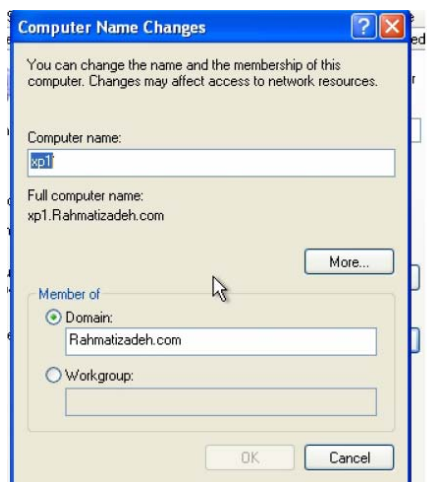 Computer Name Changes
You can change the name and the membership of this
computer. Changes may affect access to network resources.
Computer name:
xp1
Full computer name:
xp1.Rahmatizadeh.com
More...
Member of
Domain:
Rahmatizadeh.com
Workgroup:
OK
Cancel